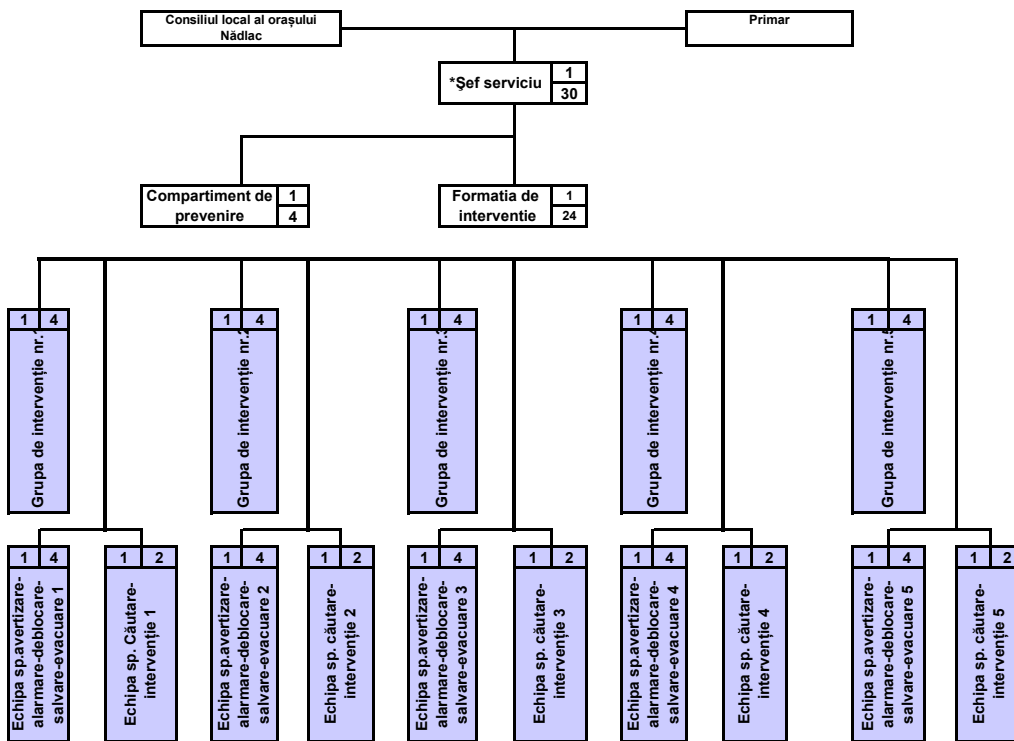 Consiliul local al orașului
Nădlac
Primar
*Şef serviciu
1
30
Compartiment de
prevenire
1
4
Formatia de
interventie
1
24
1 4
Grupa de intervenție nr.1
1 4
Grupa de intervenție nr.2
1 4
Grupa de intervenție nr.3
1 4
Grupa de intervenție nr.4
1 4
Grupa de intervenție nr.5
1 4
Echipa sp.avertizare-
alarmare-deblocare-
salvare-evacuare 1
1 2
Echipa sp. Căutare-
intervenție 1
1 4
Echipa sp.avertizare-
alarmare-deblocare-
salvare-evacuare 2
1 2
Echipa sp. căutare-
intervenție 2
1 4
Echipa sp.avertizare-
alarmare-deblocare-
salvare-evacuare 3
1 2
Echipa sp. căutare-
intervenție 3
1 4
Echipa sp.avertizare-
alarmare-deblocare-
salvare-evacuare 4
1 2
Echipa sp. căutare-
intervenție 4
1 4
Echipa sp.avertizare-
alarmare-deblocare-
salvare-evacuare 5
1 2
Echipa sp. căutare-
intervenție 5